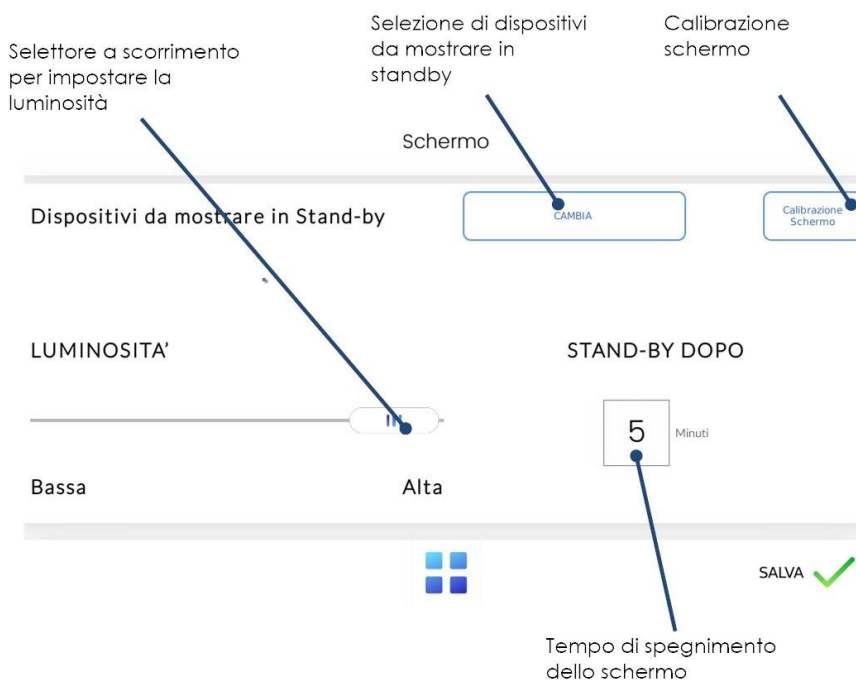 Selettore a scorrimento
per impostare la
luminosità
Selezione di dispositivi
da mostrare in
standby
Calibrazione
schermo
Schermo
Dispositivi da mostrare in Stand-by
CAMBIA
Calibrazione
Schermo
LUMINOSITA’
STAND-BY DOPO
5
Minuti
Bassa
Alta
SALVA
Tempo di spegnimento
dello schermo